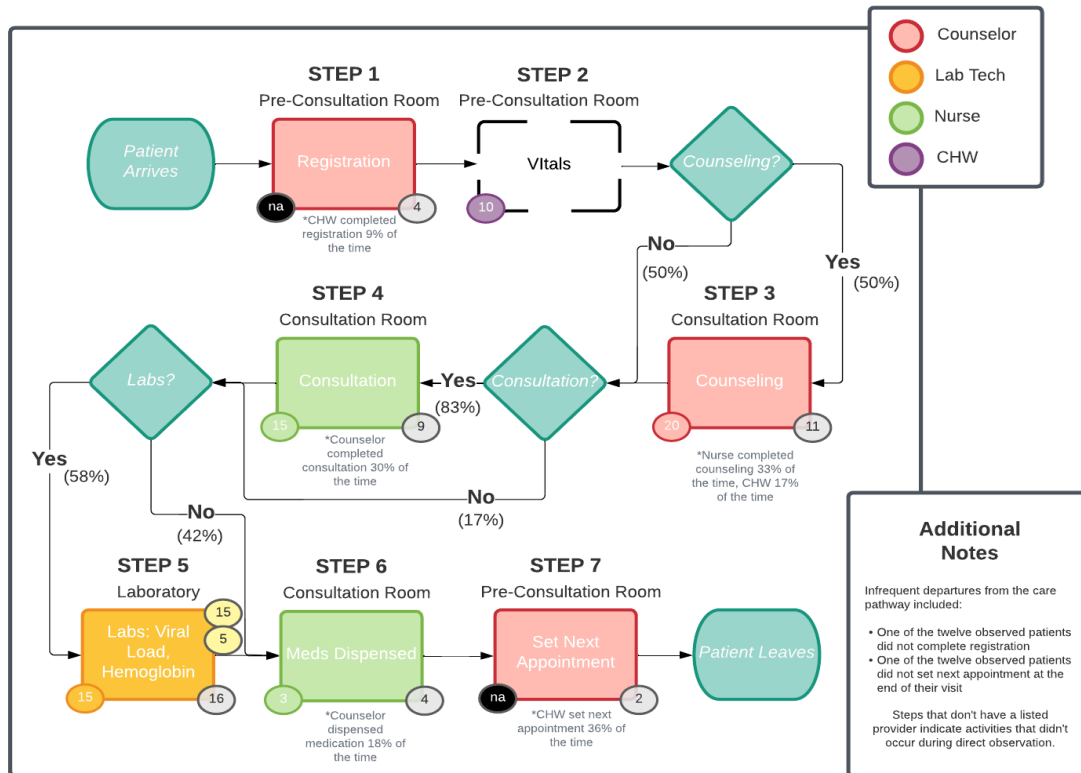 Counselor
Lab Tech
Nurse
CHW
STEP 1
Pre-Consultation Room
STEP 2
Pre-Consultation Room
Patient
Arrives
Registration
VItals
Counseling?
na
4
10
*CHW completed
registration 9% of
the time
No
(50%)
Yes
(50%)
STEP 4
Consultation Room
STEP 3
Consultation Room
Labs?
Consultation
Yes
(83%)
Consultation?
Counseling
15
9
20
11
*Counselor
completed
consultation 30% of
the time
*Nurse completed
counseling 33% of
the time, CHW 17%
of the time
Yes
(58%)
No
(42%)
No
(17%)
STEP 5
Laboratory
STEP 6
Consultation Room
STEP 7
Pre-Consultation Room
15
5
Labs: Viral
Load,
Hemoglobin
Meds Dispensed
Set Next
Appointment
Patient Leaves
15
16
3
4
na
2
*Counselor
dispensed
medication 18% of
the time
*CHW set next
appointment 36% of
the time
Additional
Notes
Infrequent departures from the care
pathway included:
• One of the twelve observed patients
did not complete registration
• One of the twelve observed patients
did not set next appointment at the
end of their visit
Steps that don't have a listed
provider indicate activities that didn't
occur during direct observation.